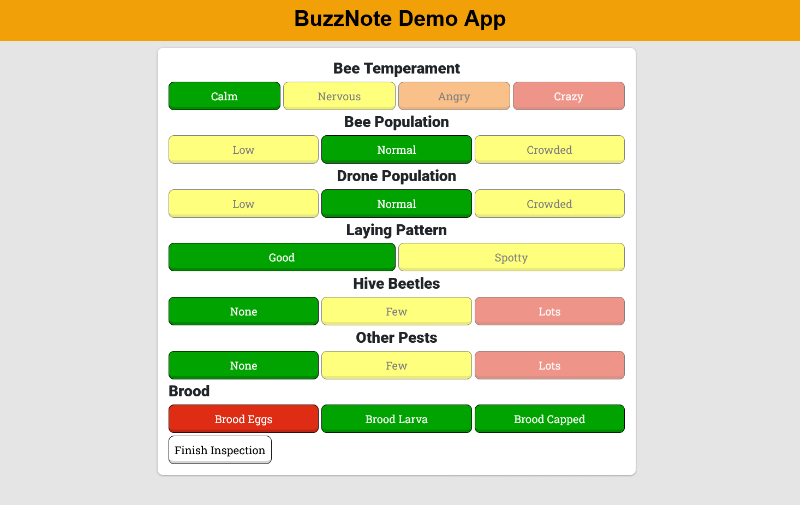 BuzzNote Demo App
Bee Temperament
Calm Nervous Angry Crazy
Bee Population
Low Normal Crowded
Drone Population
Low Normal Crowded
Laying Pattern
Good Spotty
Hive Beetles
None Few Lots
Other Pests
None Few Lots
Brood
Brood Eggs Brood Larva Brood Capped
Finish Inspection